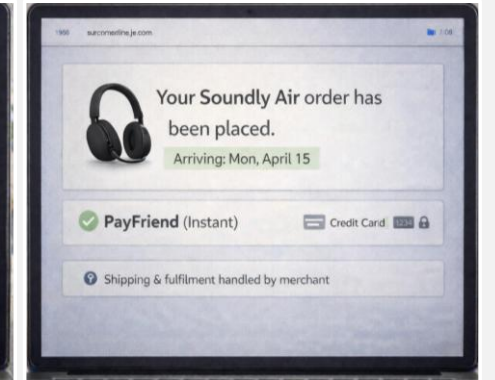 Your Soundly Air order has
been placed.
Arriving: Mon, April 15
PayFriend (Instant)
Credit Card 1234
Shipping & fulfilment handled by merchant